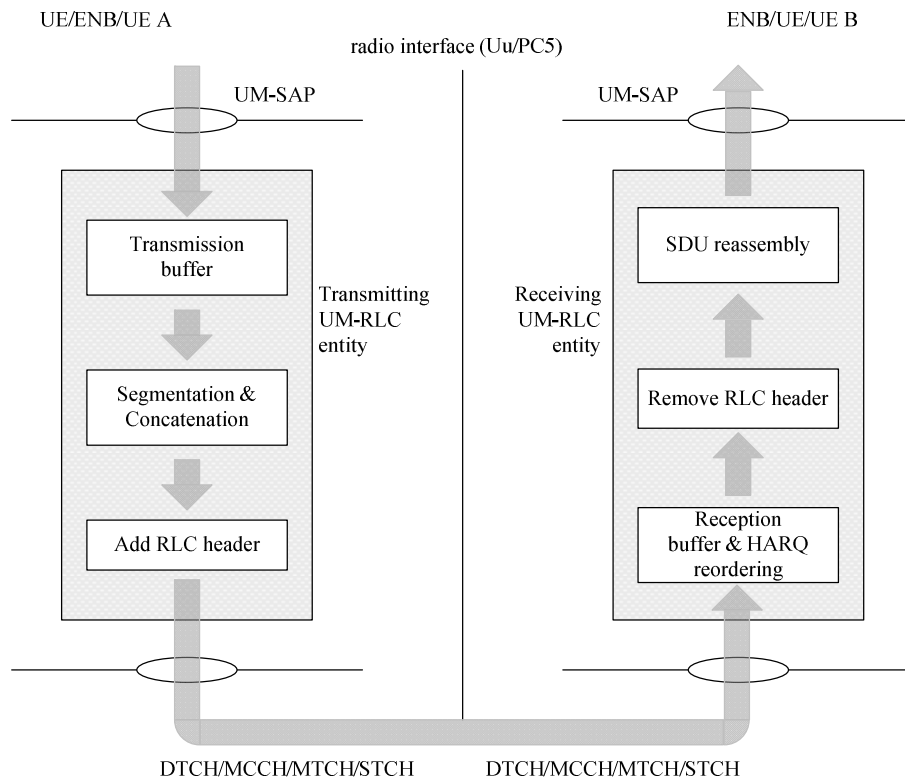 UE/ENB/UE A
ENB/UE/UE B
radio interface (Uu/PC5)
UM-SAP
UM-SAP
Transmission
buffer
Segmentation &
Concatenation
Add RLC header
Transmitting
UM-RLC
entity
Receiving
UM-RLC
entity
SDU reassembly
Remove RLC header
Reception
buffer & HARQ
reordering
DTCH/MCCH/MTCH/STCH
DTCH/MCCH/MTCH/STCH